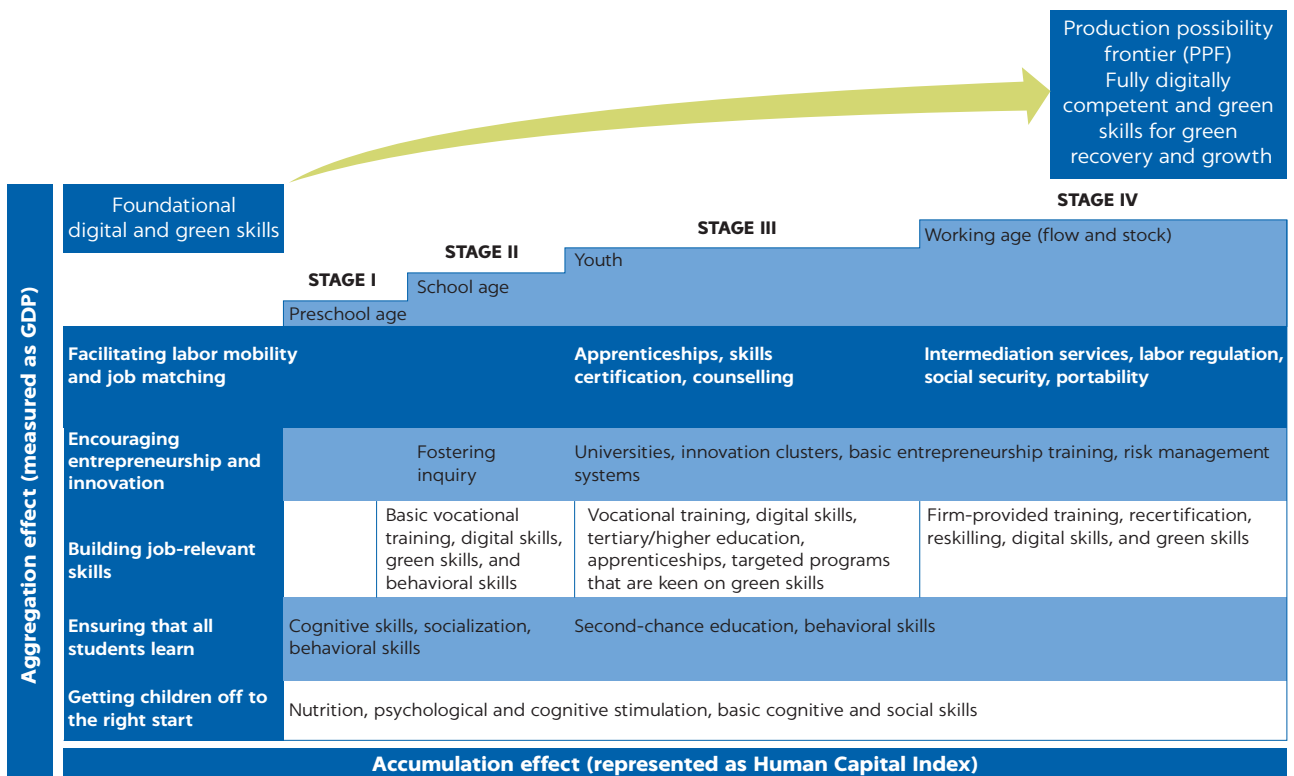 Production possibility
frontier (PPF)
Fully digitally
competent and green
skills for green
recovery and growth
Foundational
digital and green skills
STAGE I
STAGE II
STAGE III
STAGE IV
Preschool age
School age
Youth
Working age (flow and stock)
Aggregation effect (measured as GDP)
Facilitating labor mobility
and job matching
Apprenticeships, skills
certification, counselling
Intermediation services, labor regulation,
social security, portability
Encouraging
entrepreneurship and
innovation
Fostering
inquiry
Universities, innovation clusters, basic entrepreneurship training, risk management
systems
Building job-relevant
skills
Basic vocational
training, digital skills,
green skills, and
behavioral skills
Vocational training, digital skills,
tertiary/higher education,
apprenticeships, targeted programs
that are keen on green skills
Firm-provided training, recertification,
reskilling, digital skills, and green skills
Ensuring that all
students learn
Cognitive skills, socialization,
behavioral skills
Second-chance education, behavioral skills
Getting children off to
the right start
Nutrition, psychological and cognitive stimulation, basic cognitive and social skills
Accumulation effect (represented as Human Capital Index)